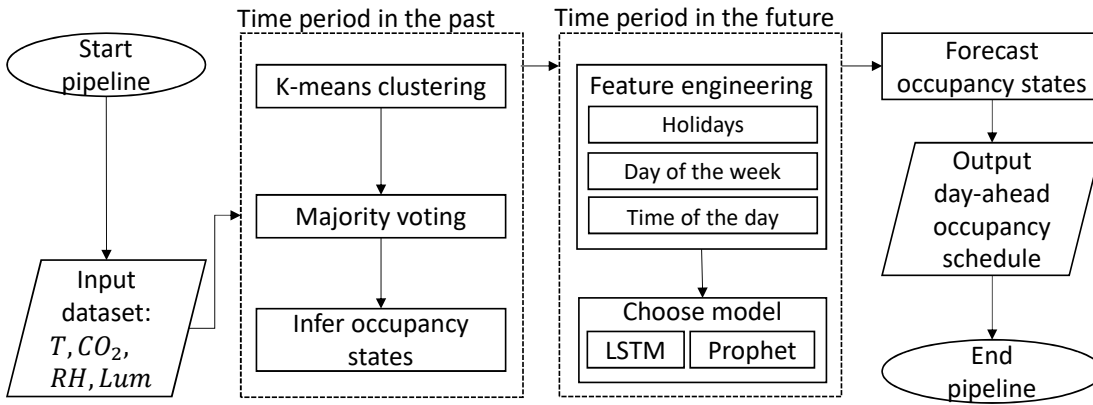 Start
pipeline
Input
dataset:
T, CO₂,
RH, Lum
Time period in the past
K-means clustering
Majority voting
Infer occupancy
states
Time period in the future
Feature engineering
Holidays
Day of the week
Time of the day
Choose model
LSTM
Prophet
Forecast
occupancy states
Output
day-ahead
occupancy
schedule
End
pipeline